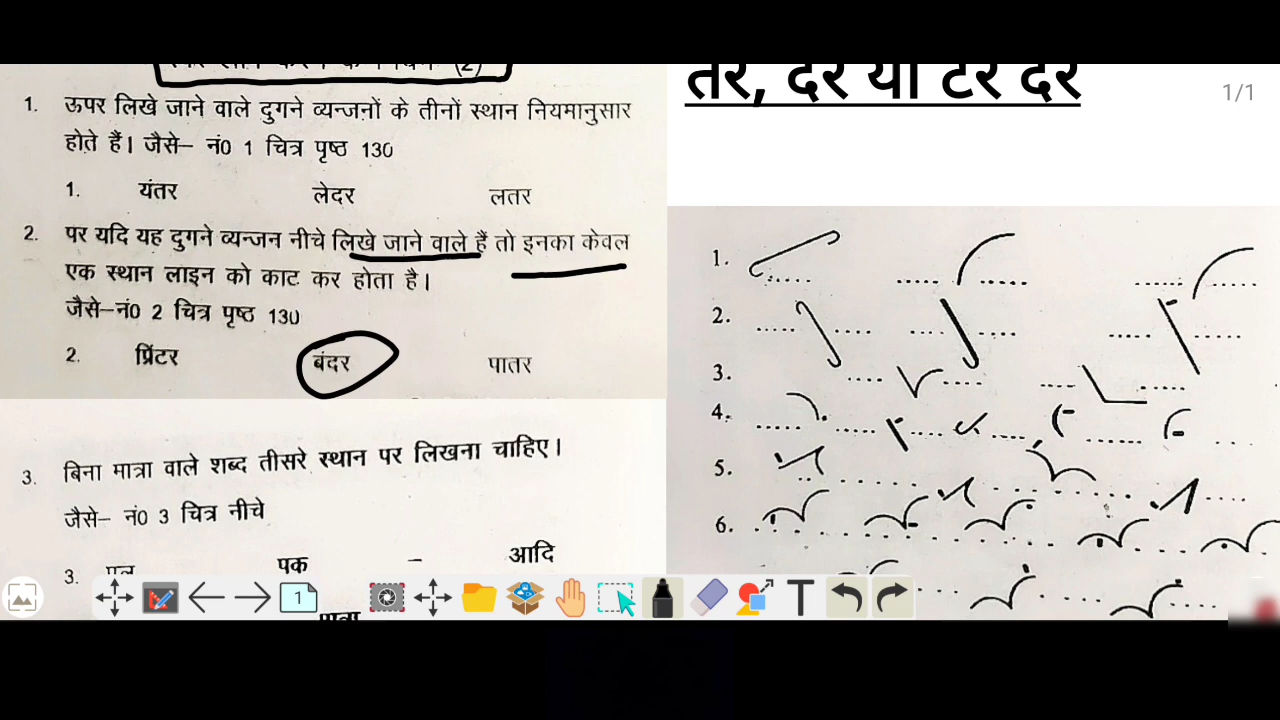 तर, दर या टर दर
1/1
1. ऊपर लिखे जाने वाले दुगने व्यन्जनों के तीनों स्थान नियमानुसार
होते हैं। जैसे– नं0 1 चित्र पृष्ठ 130
1. यंतर लेदर लतर
2. पर यदि यह दुगने व्यन्जन नीचे लिखे जाने वाले हैं तो इनका केवल
एक स्थान लाइन को काट कर होता है।
जैसे–नं0 2 चित्र पृष्ठ 130
2. प्रिंटर बंदर पातर
3. बिना मात्रा वाले शब्द तीसरे स्थान पर लिखना चाहिए।
जैसे– नं0 3 चित्र नीचे
3. पक – आदि
1.
2.
3.
4.
5.
6.
1
T